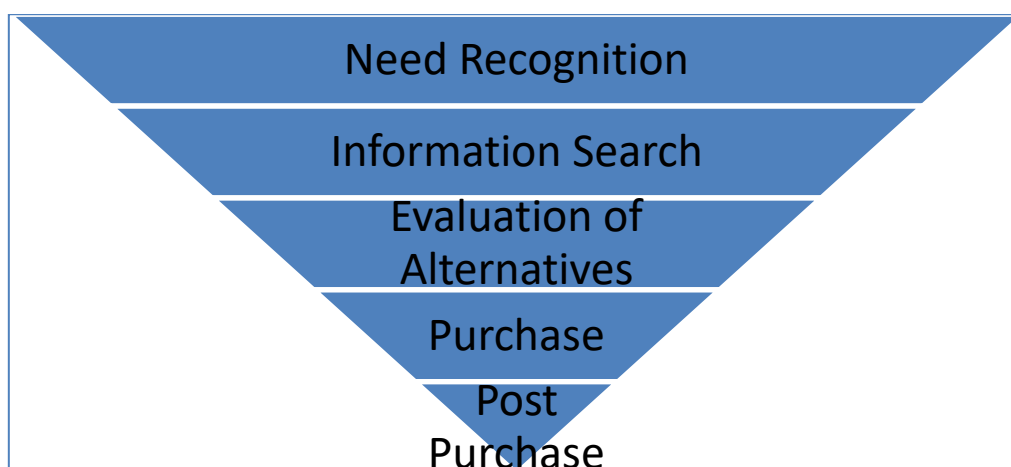 Need Recognition
Information Search
Evaluation of
Alternatives
Purchase
Post
Purchase